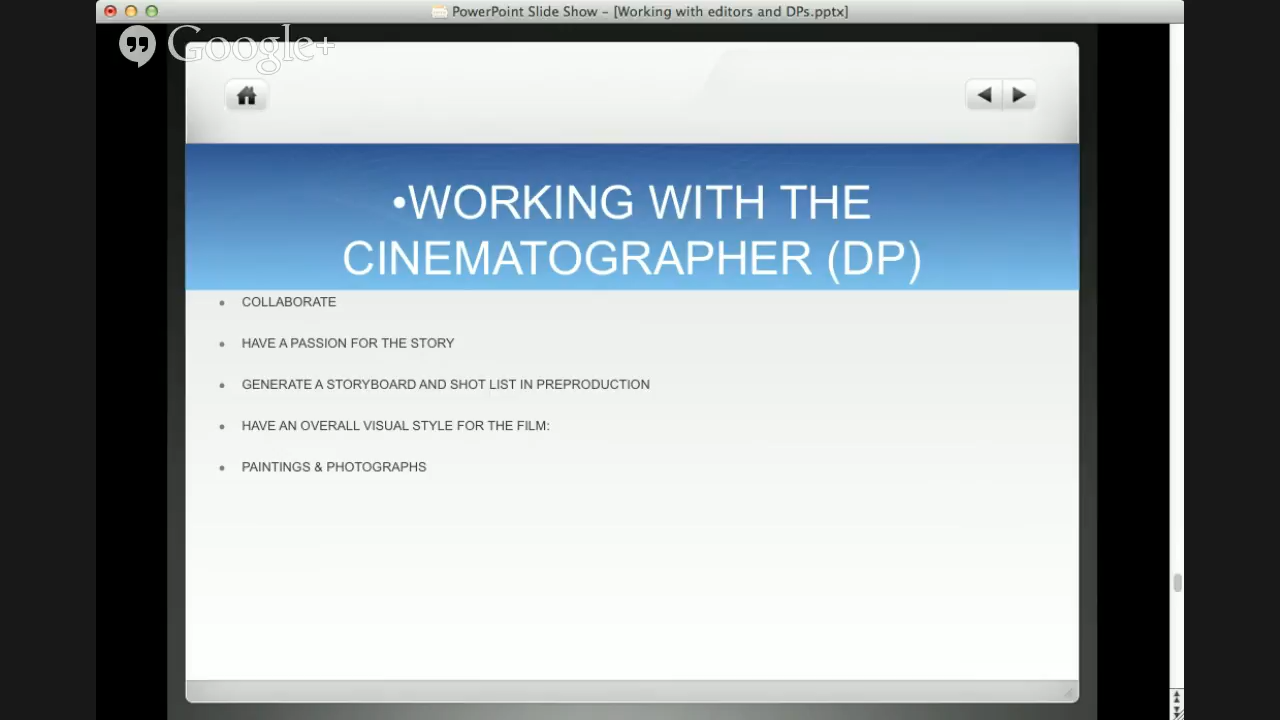 PowerPoint Slide Show - [Working with editors and DPs.pptx]
Google+
•WORKING WITH THE
CINEMATOGRAPHER (DP)
• COLLABORATE
• HAVE A PASSION FOR THE STORY
• GENERATE A STORYBOARD AND SHOT LIST IN PREPRODUCTION
• HAVE AN OVERALL VISUAL STYLE FOR THE FILM:
• PAINTINGS & PHOTOGRAPHS